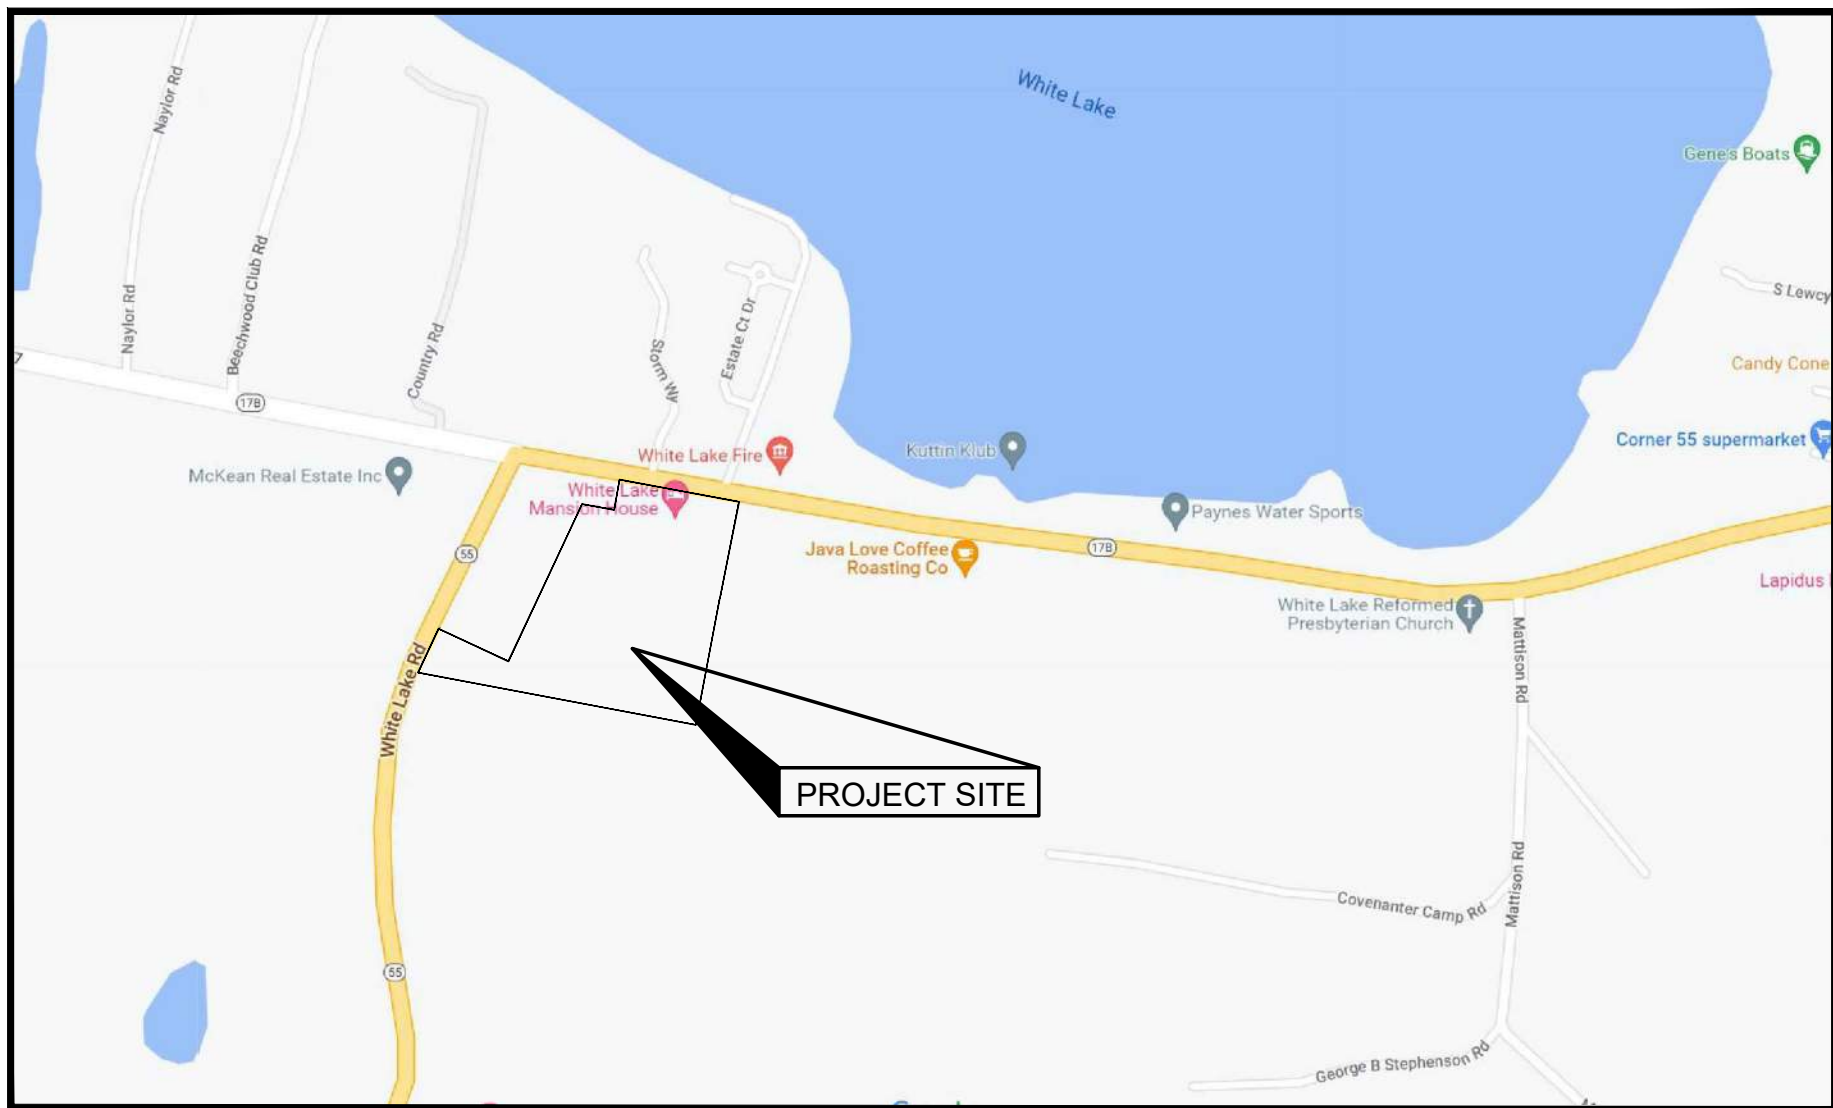 White Lake
Naylor Rd
Gene's Boats
Beechwood Club Rd
Naylor Rd
Country Rd
Storm Wy
Estate Ct Dr
S Lewcy
7
Candy Cone
17B
White Lake Fire
Kuttin Klub
Corner 55 supermarket
McKean Real Estate Inc
White Lake
Mansion House
Paynes Water Sports
55
Java Love Coffee
Roasting Co
17B
Lapidus
White Lake Reformed
Presbyterian Church
White Lake Rd
Mattison Rd
PROJECT SITE
Mattison Rd
Covenanter Camp Rd
55
George B Stephenson Rd